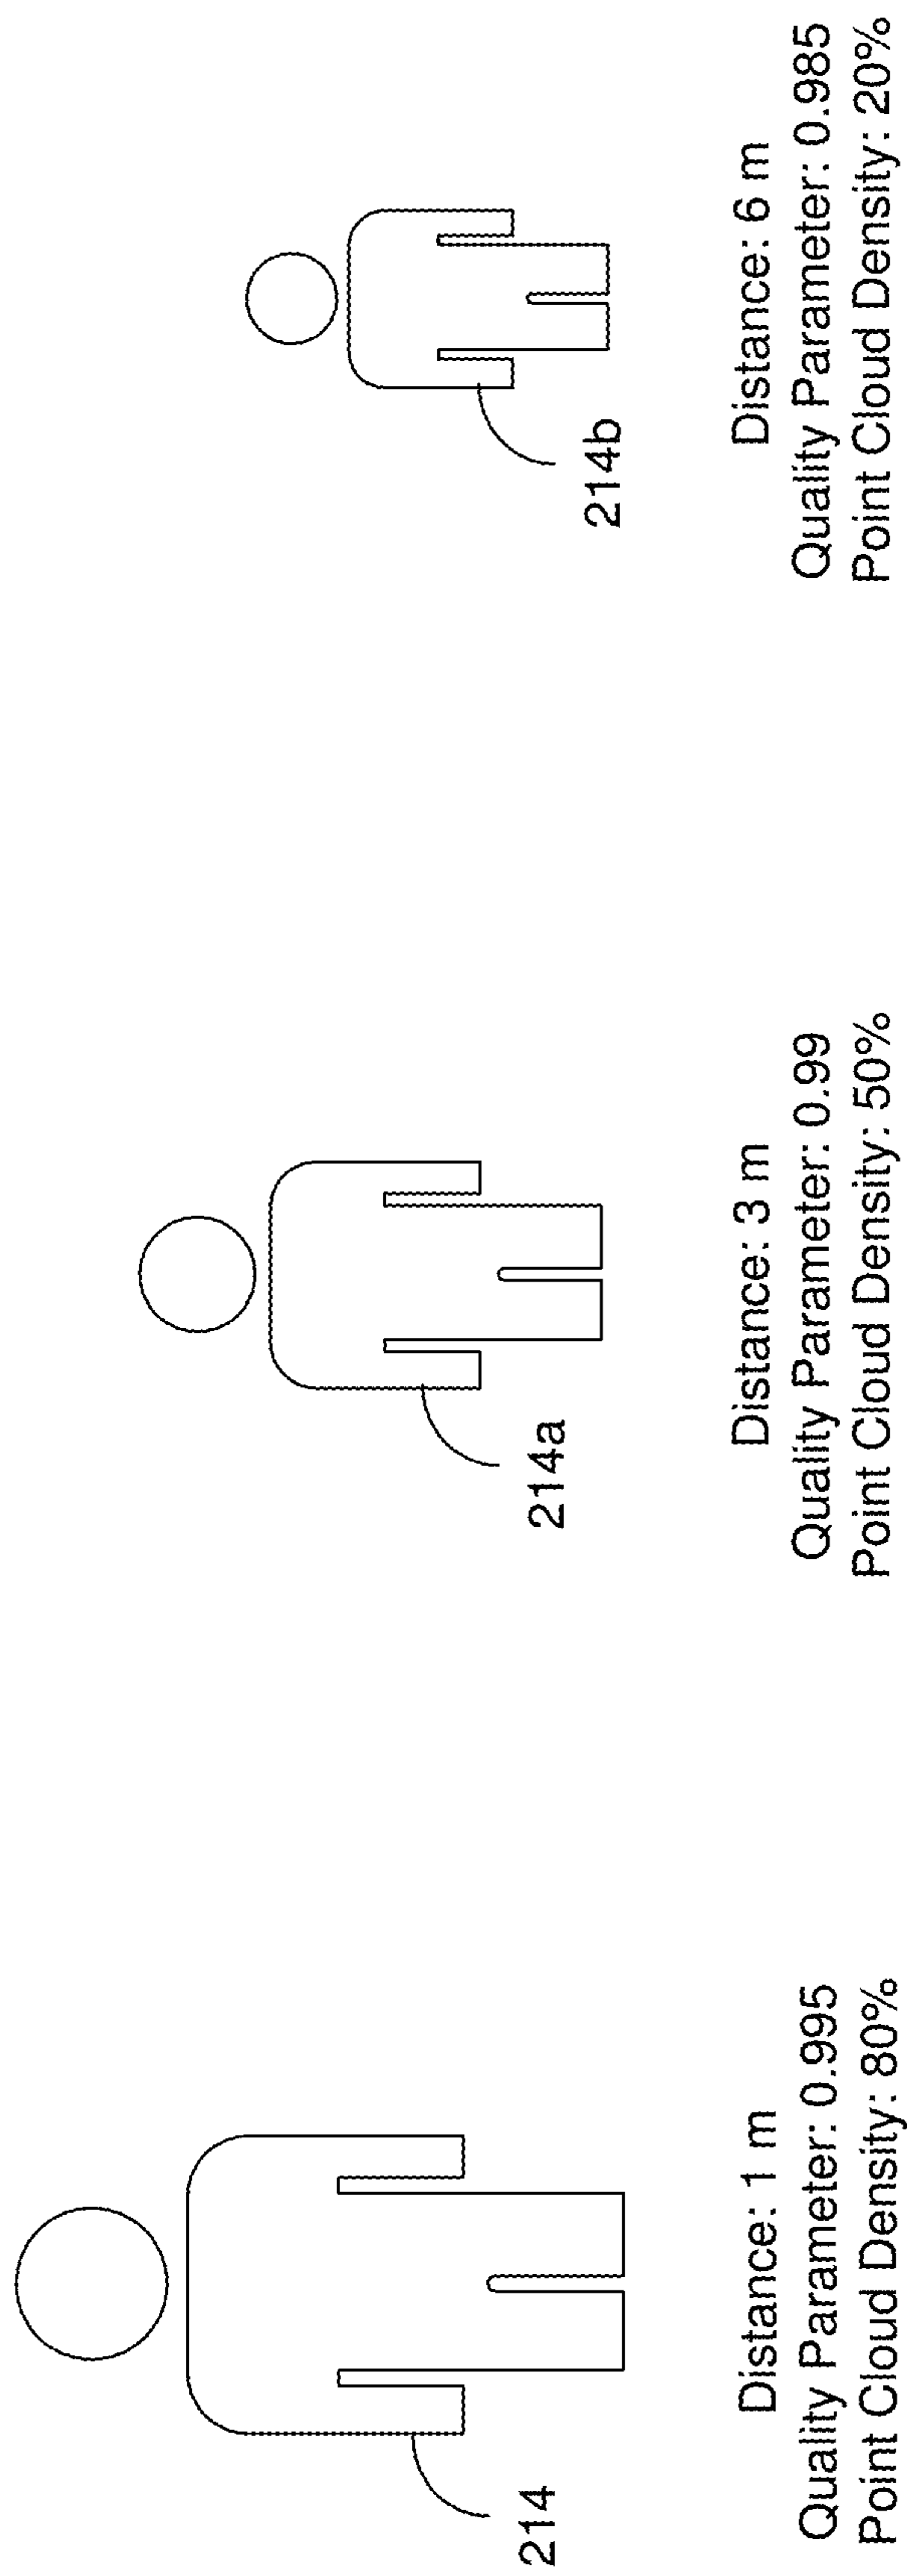 214
Distance: 1 m
Quality Parameter: 0.995
Point Cloud Density: 80%
214a
Distance: 3 m
Quality Parameter: 0.99
Point Cloud Density: 50%
214b
Distance: 6 m
Quality Parameter: 0.985
Point Cloud Density: 20%